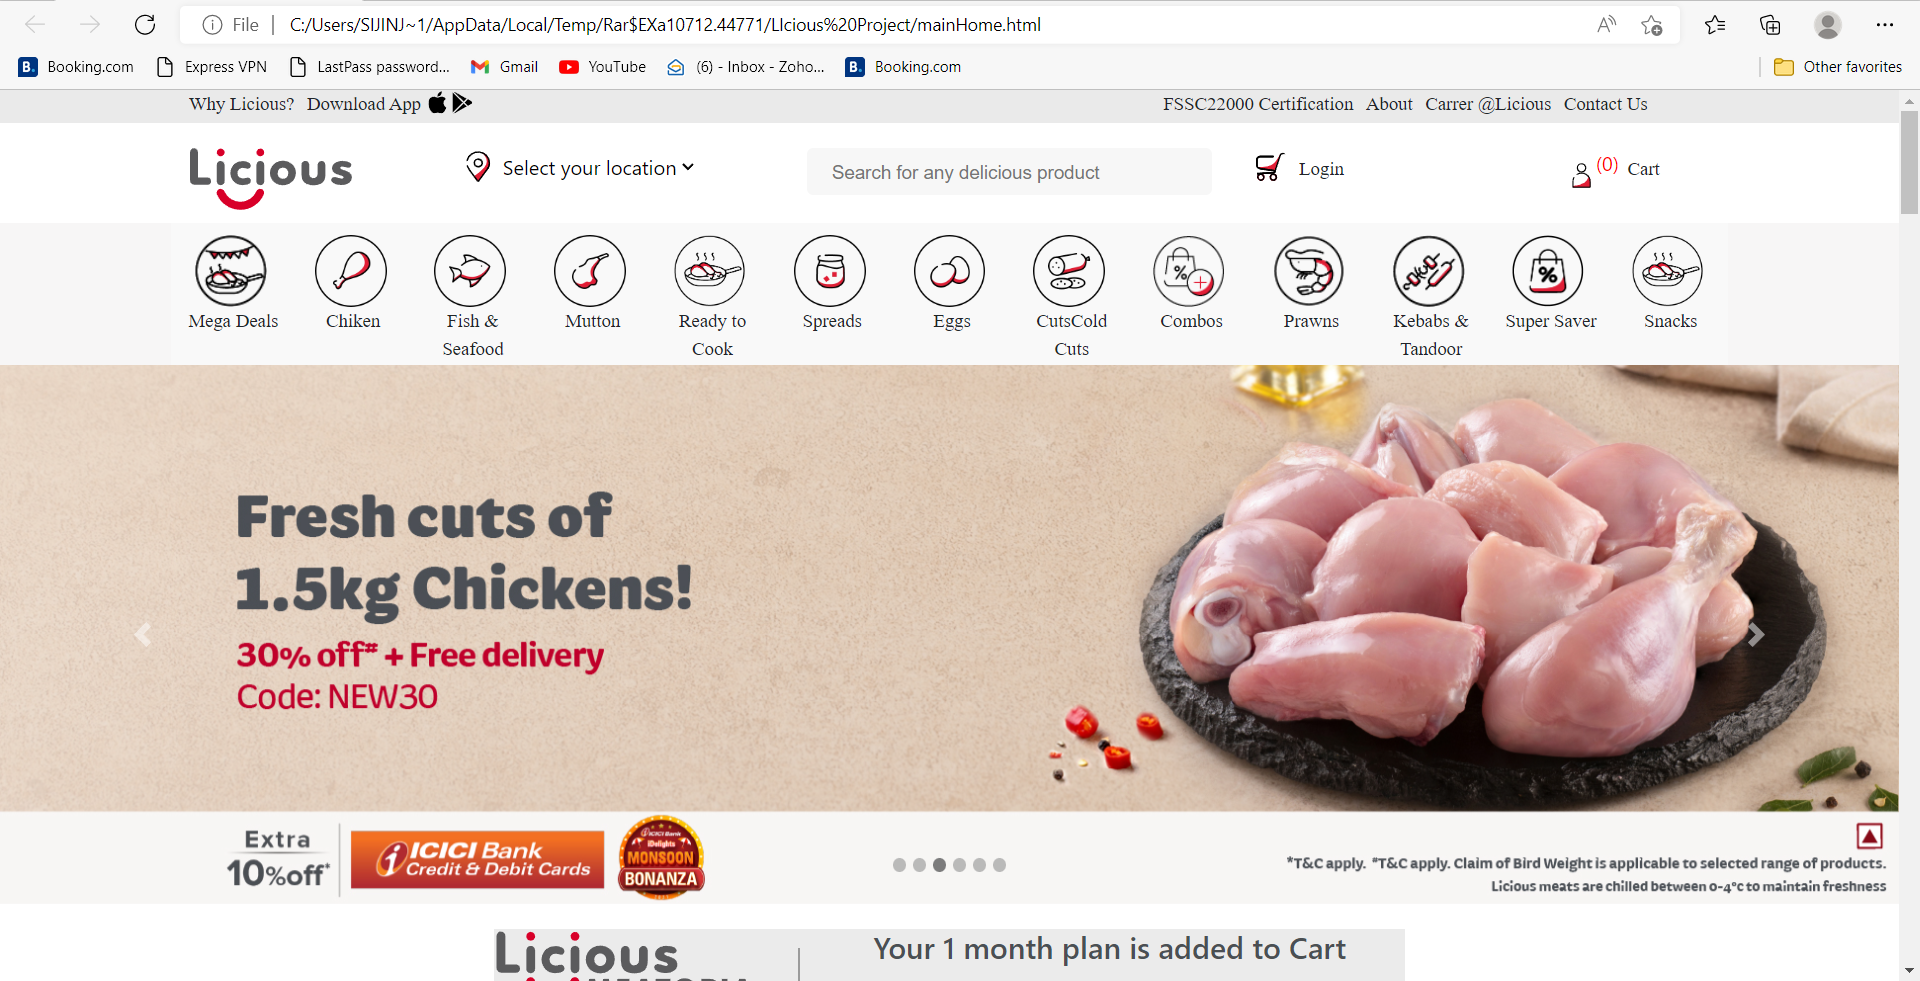 File C:/Users/SIJINJ~1/AppData/Local/Temp/Rar$EXa10712.44771/LIcious%20Project/mainHome.html
Booking.com Express VPN LastPass password... Gmail YouTube (6) - Inbox - Zoho... Booking.com Other favorites
Why Licious? Download App FSSC22000 Certification About Carrer @Licious Contact Us
Licious Select your location Search for any delicious product Login (0) Cart
Mega Deals Chiken Fish & Mutton Ready to Spreads Eggs CutsCold Combos Prawns Kebabs & Super Saver Snacks
Seafood Cook Cuts Tandoor
Fresh cuts of
1.5kg Chickens!
30% off# + Free delivery
Code: NEW30
Extra
10%off*
ICICI Bank
Credit & Debit Cards
ICICI Bank
iDelights
MONSOON
BONANZA
*T&C apply. #T&C apply. Claim of Bird Weight is applicable to selected range of products.
Licious meats are chilled between 0-4°c to maintain freshness
Licious
Your 1 month plan is added to Cart